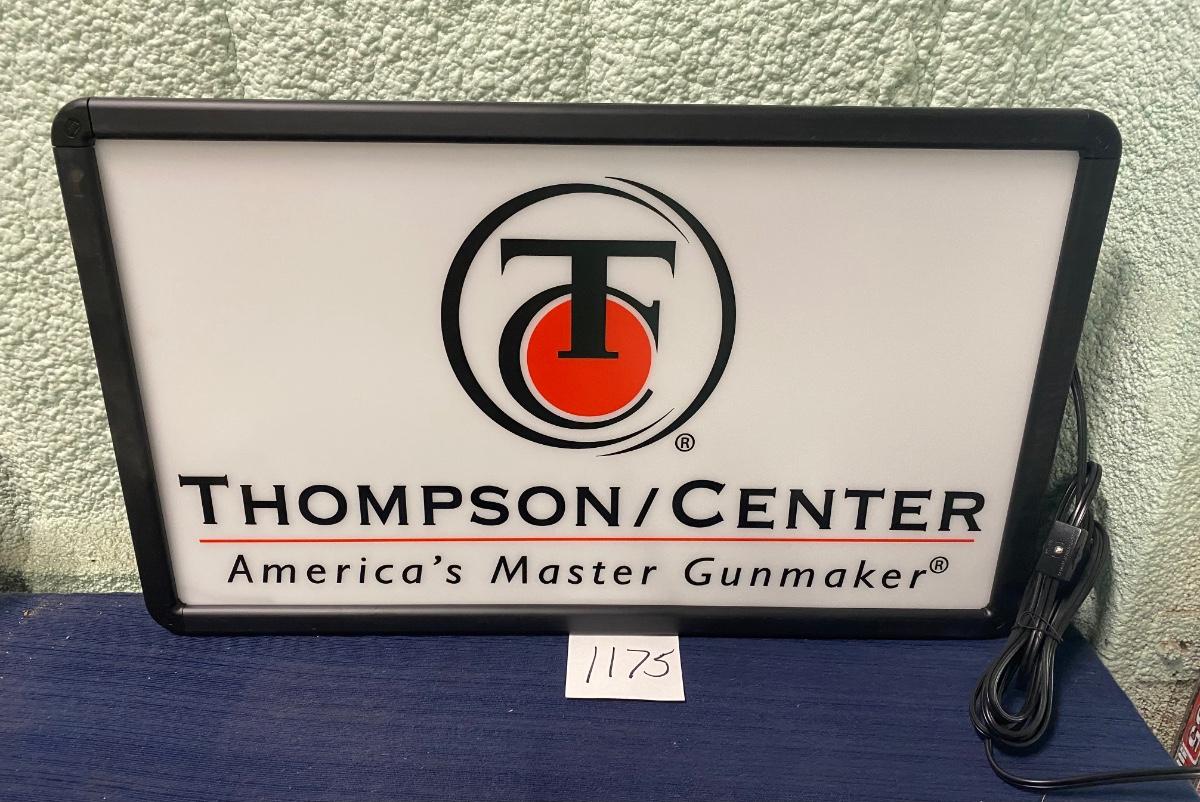 TC
®
THOMPSON/CENTER
America's Master Gunmaker®
1175